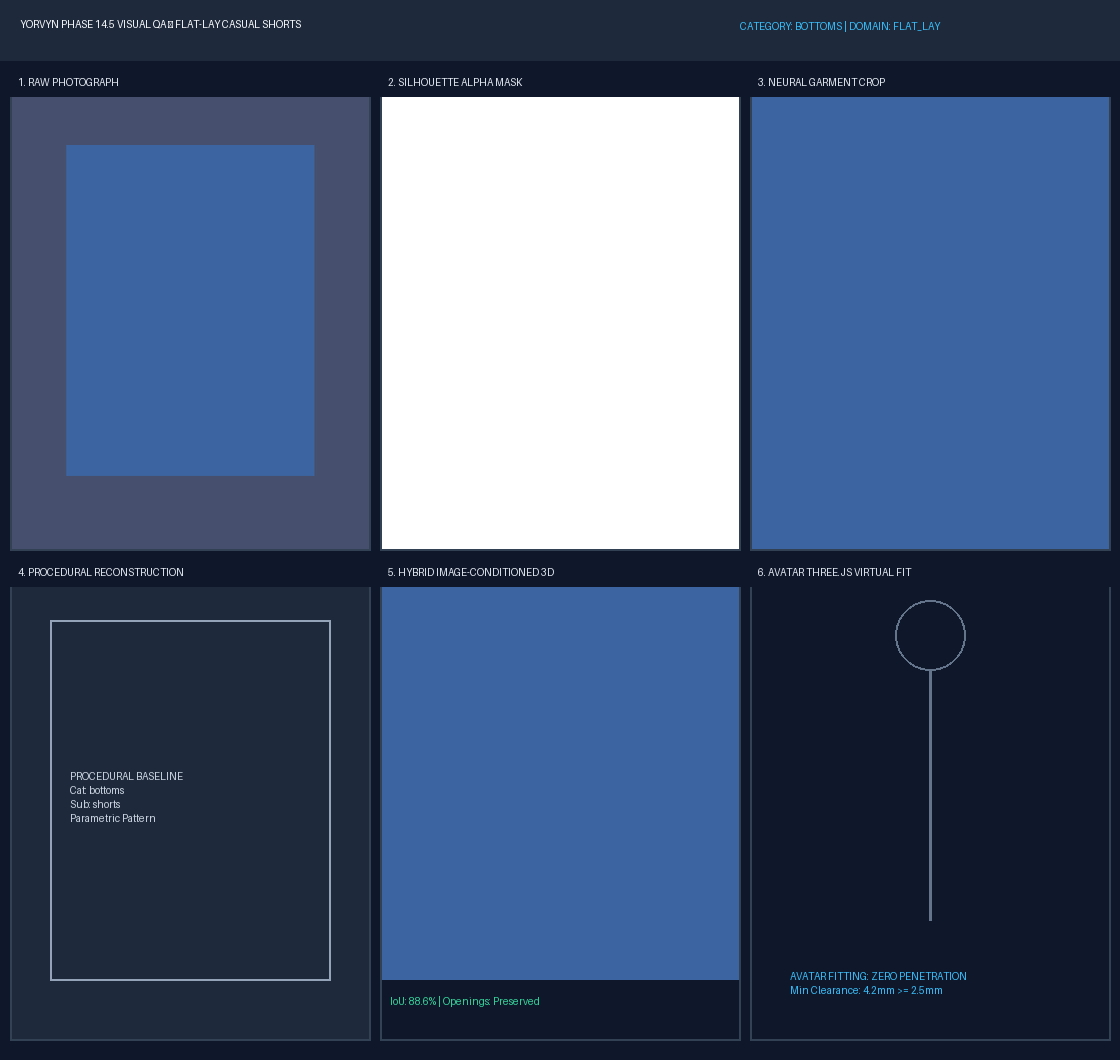 YORVYN PHASE 14.5 VISUAL QA▯ FLAT-LAY CASUAL SHORTS
CATEGORY: BOTTOMS | DOMAIN: FLAT_LAY
1. RAW PHOTOGRAPH
2. SILHOUETTE ALPHA MASK
3. NEURAL GARMENT CROP
4. PROCEDURAL RECONSTRUCTION
5. HYBRID IMAGE-CONDITIONED 3D
6. AVATAR THREE.JS VIRTUAL FIT
PROCEDURAL BASELINE
Cat: bottoms
Sub: shorts
Parametric Pattern
IoU: 88.6% | Openings: Preserved
AVATAR FITTING: ZERO PENETRATION
Min Clearance: 4.2mm >= 2.5mm